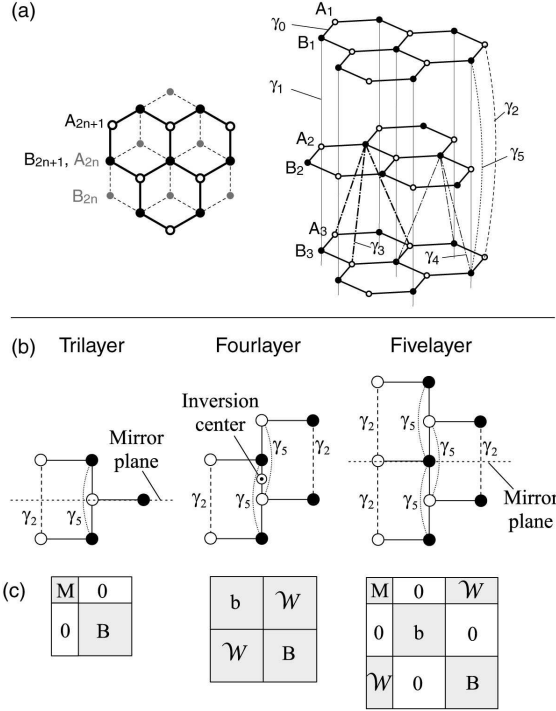 (a)
A₁
γ₀
B₁
γ₁
γ₂
A₂ₙ₊₁
A₂
γ₅
B₂ₙ₊₁, A₂ₙ
B₂
B₂ₙ
A₃
γ₃
B₃
γ₄
(b)
Trilayer
Fourlayer
Fivelayer
Inversion
center
Mirror
plane
γ₂
γ₅
γ₂
γ₅
γ₅
γ₂
γ₂
γ₅
γ₅
γ₂
Mirror
plane
(c)
M 0
0 B
b 𝒲
𝒲 B
M 0 𝒲
0 b 0
𝒲 0 B